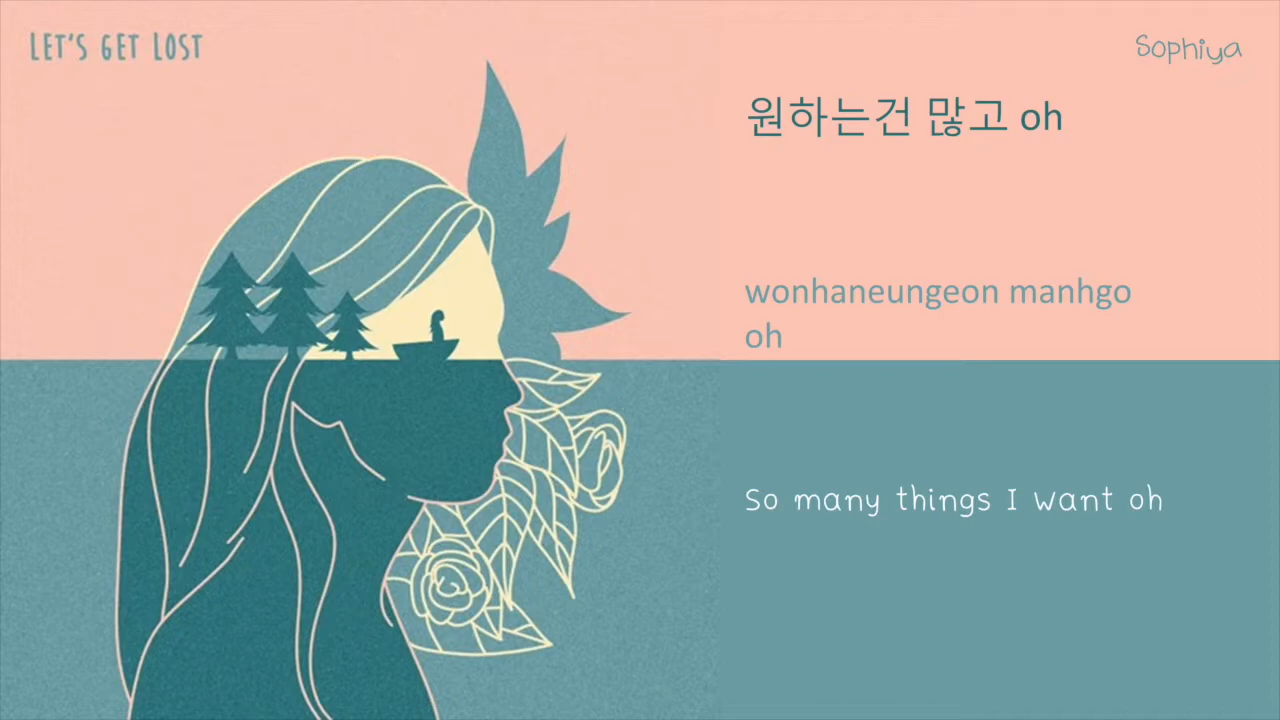 LET'S GET LOST
Sophiya
원하는건 많고 oh
wonhaneungeon manhgo
oh
So many things I want oh